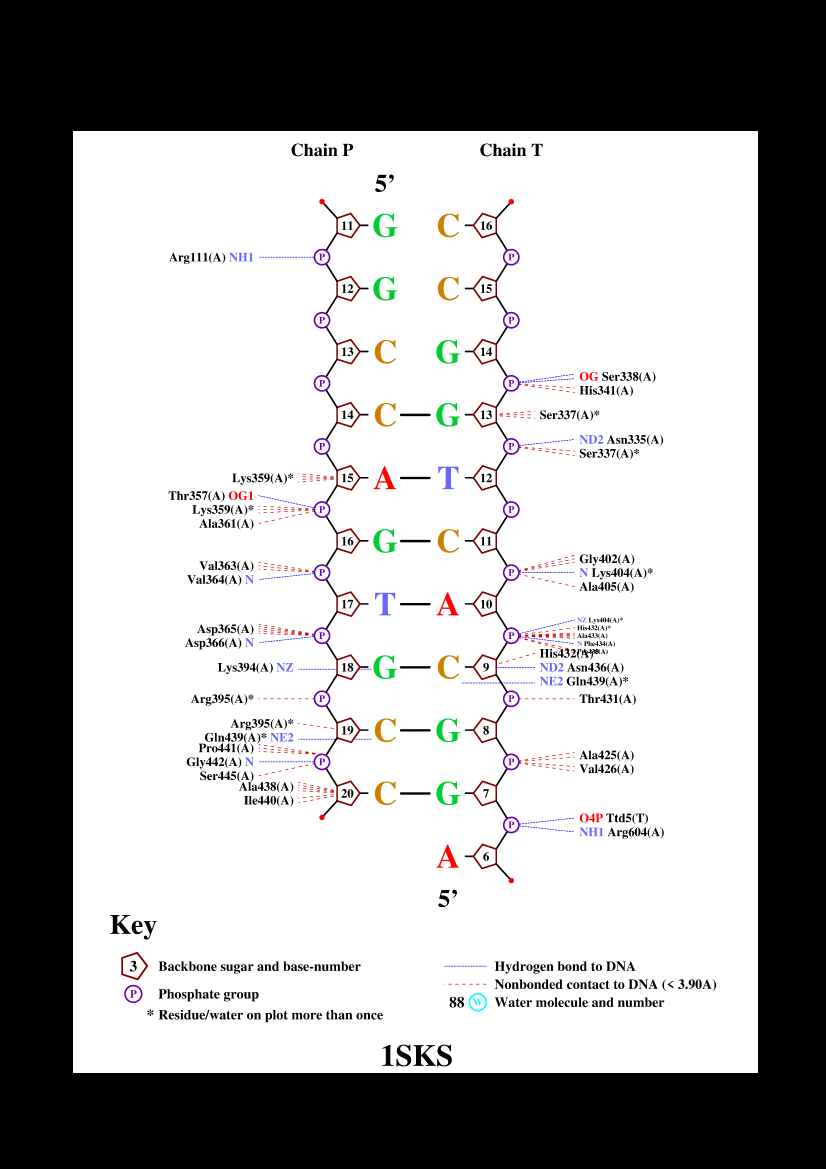 Chain P Chain T
5’
11 G C 16
Arg111(A) NH1 P P
12 G C 15
P P
13 C G 14
P P OG Ser338(A)
His341(A)
14 C G 13 Ser337(A)*
P P ND2 Asn335(A)
Ser337(A)*
Lys359(A)* 15 A T 12
Thr357(A) OG1
Lys359(A)* P P
Ala361(A)
16 G C 11
Gly402(A)
Val363(A) P P N Lys404(A)*
Val364(A) N Ala405(A)
17 T A 10
NZ Lys404(A)*
His432(A)*
Asp365(A) P P Ala433(A)
Asp366(A) N N Phe434(A)
His432(A)*
Lys394(A) NZ 18 G C 9 ND2 Asn436(A)
NE2 Gln439(A)*
Arg395(A)* P P Thr431(A)
Arg395(A)* 19 C G 8
Gln439(A)* NE2
Pro441(A) Ala425(A)
Gly442(A) N P P Val426(A)
Ser445(A)
Ala438(A) 20 C G 7
Ile440(A)
O4P Ttd5(T)
P NH1 Arg604(A)
A 6
5’
Key
3 Backbone sugar and base-number Hydrogen bond to DNA
Nonbonded contact to DNA (< 3.90A)
P Phosphate group 88 W Water molecule and number
* Residue/water on plot more than once
1SKS